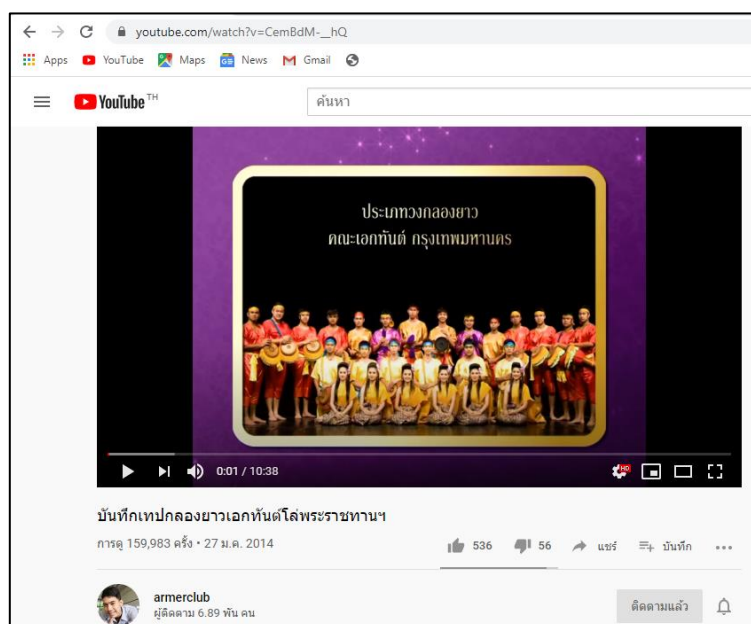 youtube.com/watch?v=CemBdM-__hQ
Apps YouTube Maps News Gmail
YouTube TH ค้นหา
ประเภทวงกลองยาว
คณะเอกทันต์ กรุงเทพมหานคร
0:01 / 10:38 HD
บันทึกเทปกลองยาวเอกทันต์โล่พระราชทานฯ
การดู 159,983 ครั้ง • 27 ม.ค. 2014 536 56 แชร์ บันทึก
armerclub
ผู้ติดตาม 6.89 พัน คน ติดตามแล้ว